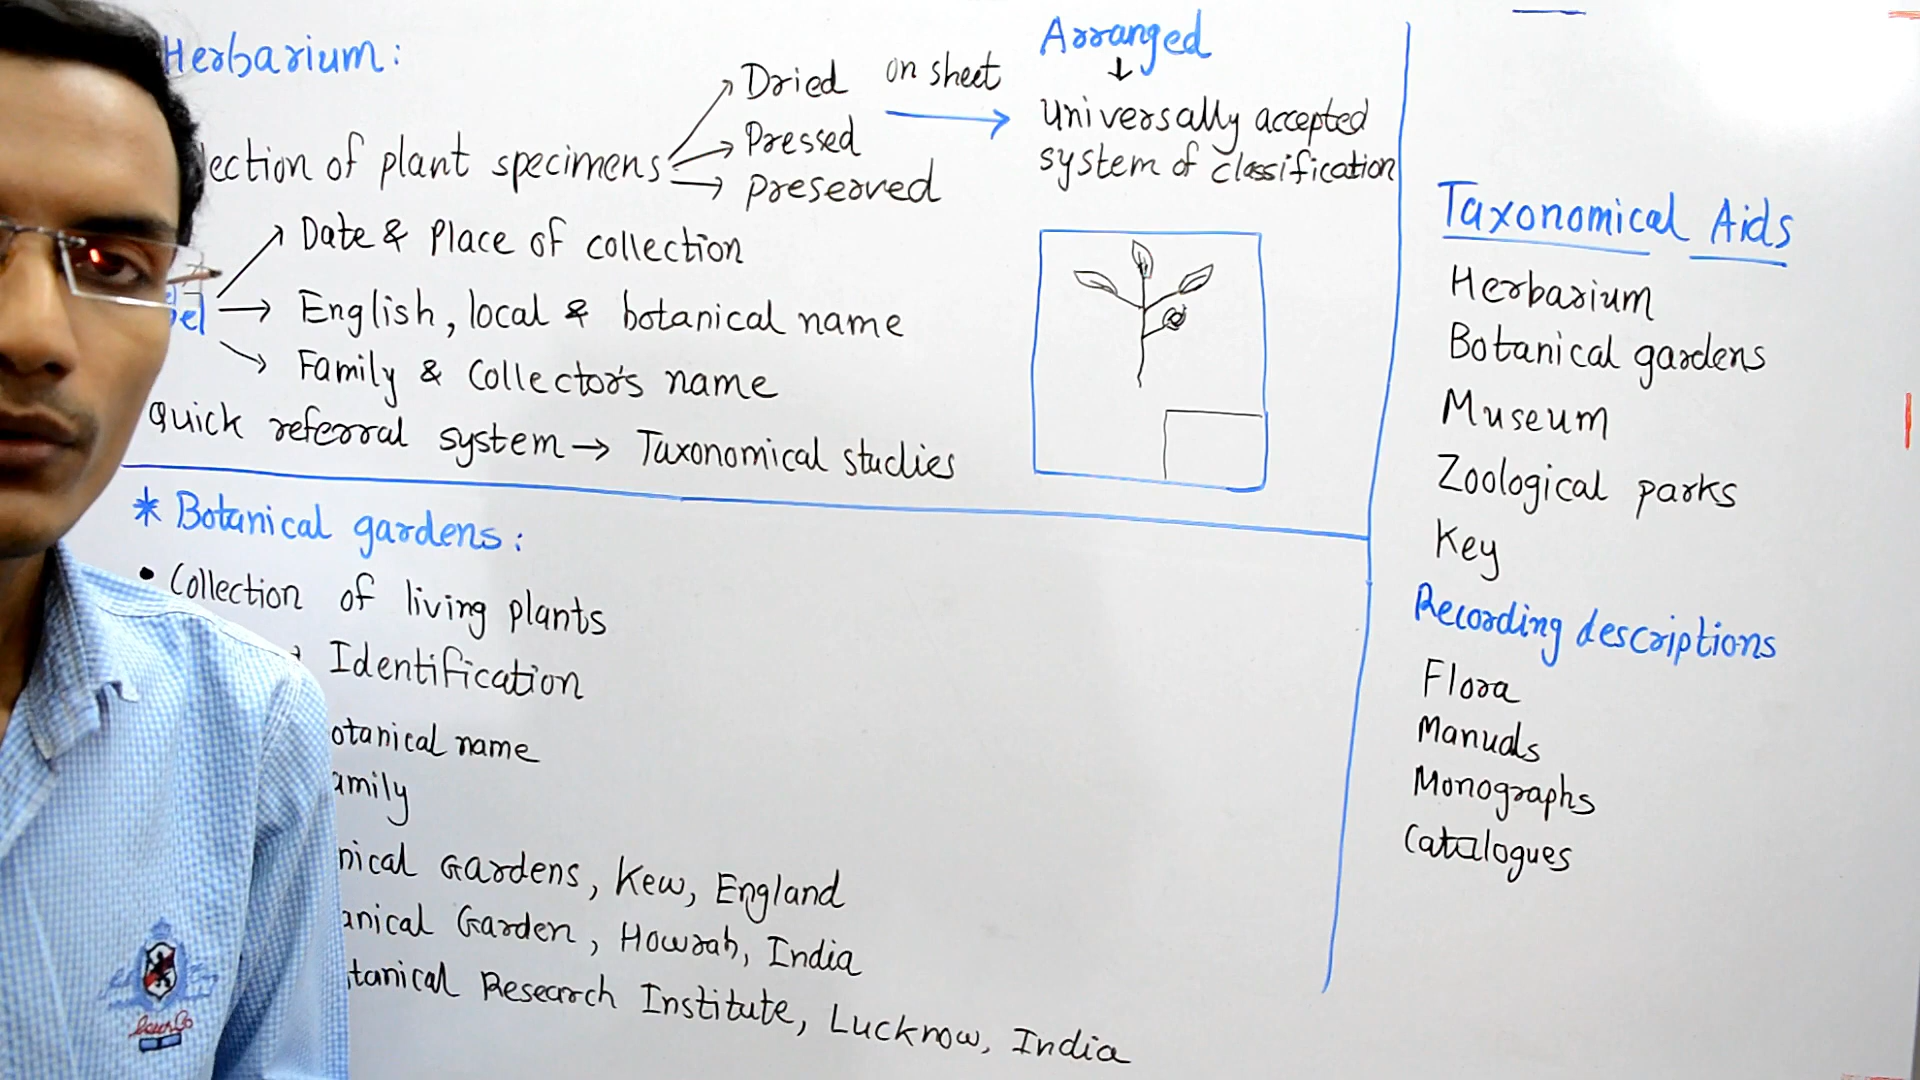 Herbarium:
ection of plant specimens
Dried
Pressed
preserved
on sheet
Arranged
universally accepted
system of classification
Date & Place of collection
English, local & botanical name
Family & Collector's name
Quick referral system → Taxonomical studies
* Botanical gardens:
• Collection of living plants
Identification
otanical name
amily
nical Gardens, Kew, England
anical Garden, Howrah, India
tanical Research Institute, Lucknow, India
Taxonomical Aids
Herbarium
Botanical gardens
Museum
Zoological parks
Key
Recording descriptions
Flora
Manuals
Monographs
Catalogues